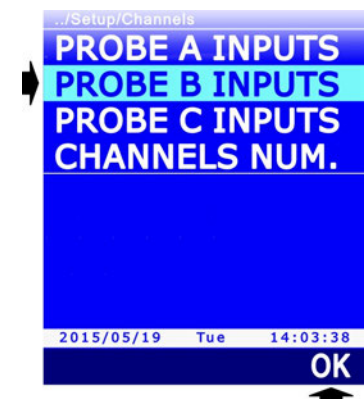 ../Setup/Channels
PROBE A INPUTS
PROBE B INPUTS
PROBE C INPUTS
CHANNELS NUM.
2015/05/19 Tue 14:03:38
OK